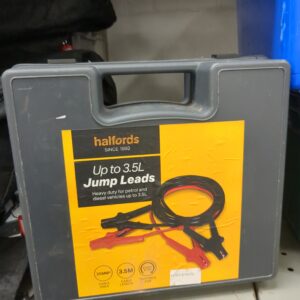 halfords
SINCE 1892
Up to 3.5L
Jump Leads
Heavy duty for petrol and
diesel vehicles up to 3.5L
3.5M